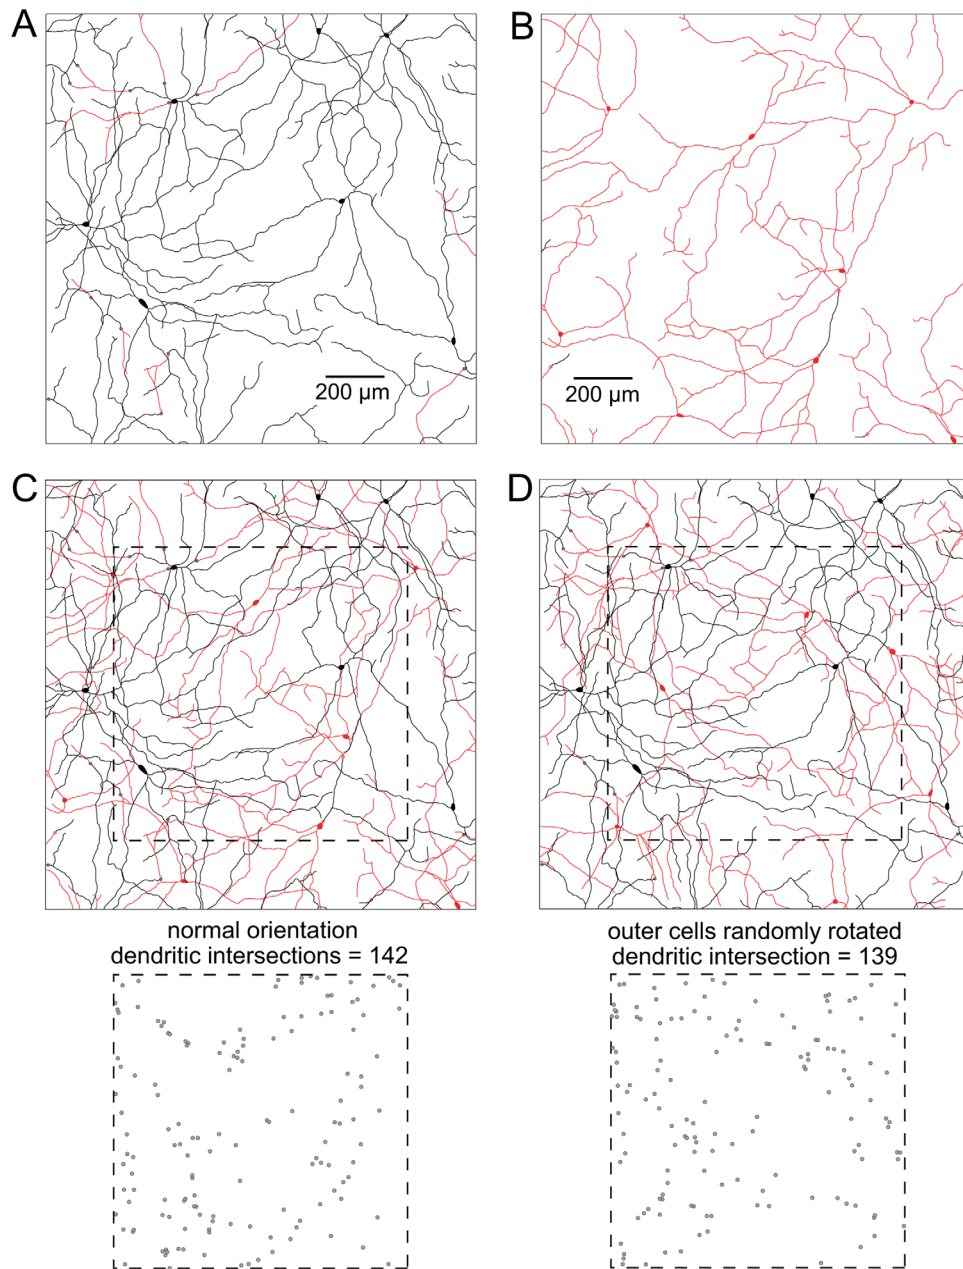 A
B
200 µm
200 µm
C
D
normal orientation
dendritic intersections = 142
outer cells randomly rotated
dendritic intersection = 139